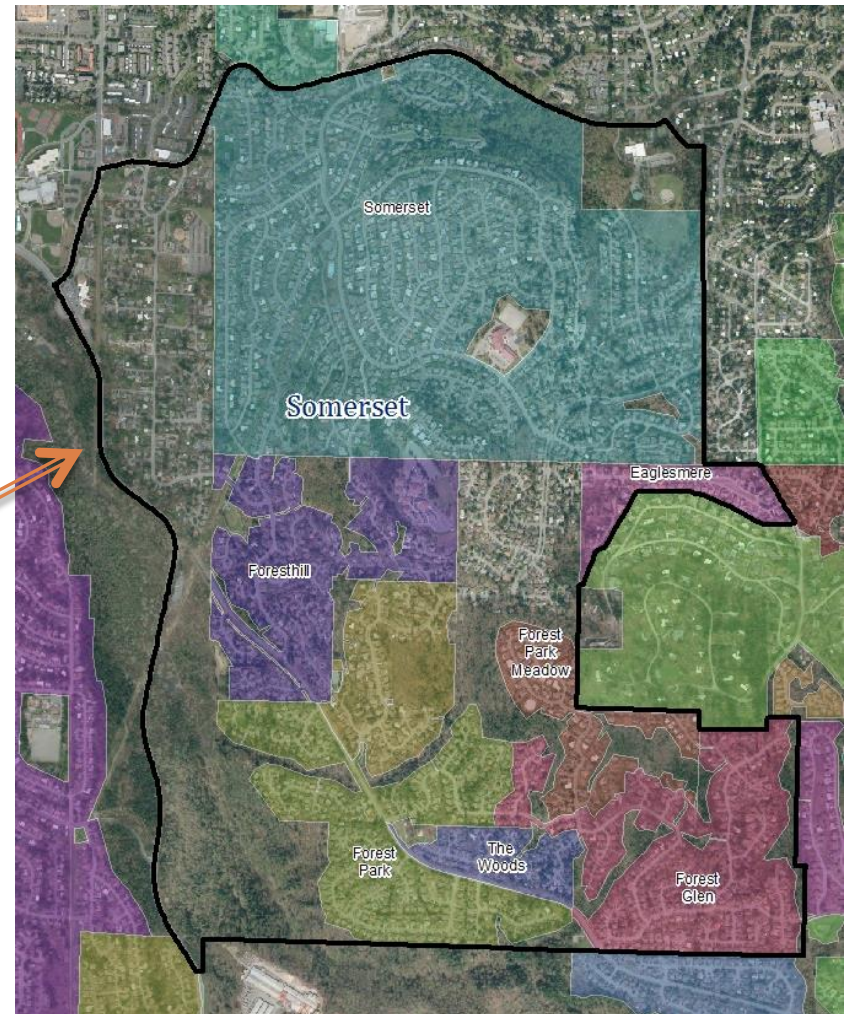 Somerset
Somerset
Eaglesmere
Foresthill
Forest
Park
Meadow
Forest
Park
The
Woods
Forest
Glen